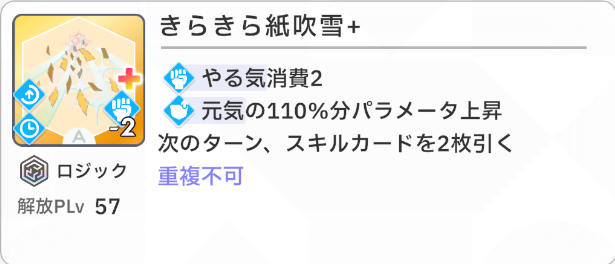 きらきら紙吹雪+
やる気消費2
元気の110%分パラメータ上昇
次のターン、スキルカードを2枚引く
重複不可
-2
A
ロジック
解放PLv 57